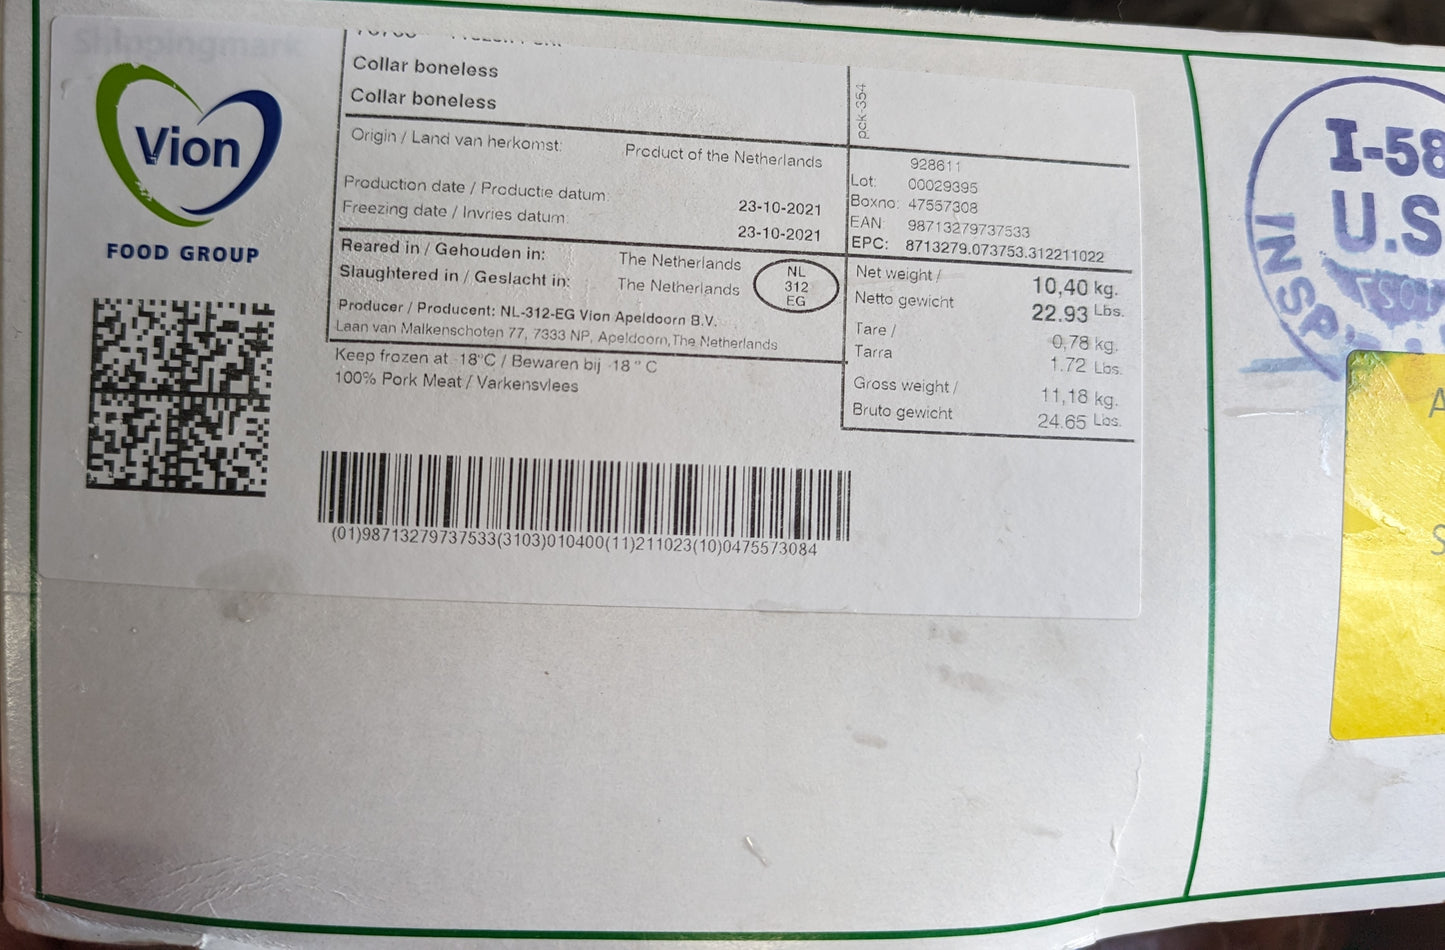 Shippingmark
Vion
FOOD GROUP
Collar boneless
Collar boneless
pck-354
Origin / Land van herkomst: Product of the Netherlands
Production date / Productie datum: 23-10-2021
Freezing date / Invries datum: 23-10-2021
Reared in / Gehouden in: The Netherlands
Slaughtered in / Geslacht in: The Netherlands
NL
312
EG
Producer / Producent: NL-312-EG Vion Apeldoorn B.V.
Laan van Malkenschoten 77, 7333 NP, Apeldoorn, The Netherlands
Keep frozen at -18°C / Bewaren bij -18 ° C
100% Pork Meat / Varkensvlees
928611
Lot: 00029395
Boxno: 47557308
EAN: 98713279737533
EPC: 8713279.073753.312211022
Net weight / 10,40 kg.
Netto gewicht 22.93 Lbs.
Tare / 0,78 kg.
Tarra 1.72 Lbs.
Gross weight / 11,18 kg.
Bruto gewicht 24.65 Lbs.
(01)98713279737533(3103)010400(11)211023(10)0475573084
I-58
U.S
INSP'